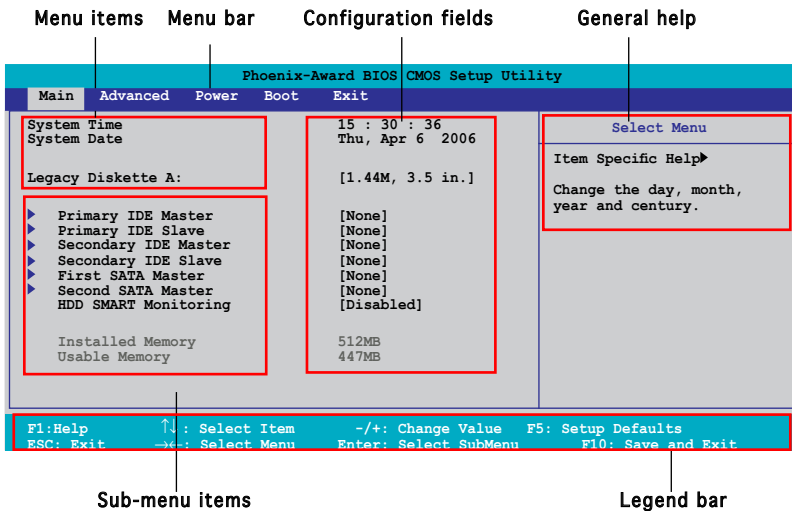 Menu items Menu bar Configuration fields General help
Phoenix-Award BIOS CMOS Setup Utility
Main Advanced Power Boot Exit
System Time 15 : 30 : 36
System Date Thu, Apr 6 2006
Legacy Diskette A: [1.44M, 3.5 in.]
Primary IDE Master [None]
Primary IDE Slave [None]
Secondary IDE Master [None]
Secondary IDE Slave [None]
First SATA Master [None]
Second SATA Master [None]
HDD SMART Monitoring [Disabled]
Installed Memory 512MB
Usable Memory 447MB
Select Menu
Item Specific Help
Change the day, month,
year and century.
F1:Help ↑↓: Select Item -/+: Change Value F5: Setup Defaults
ESC: Exit →←: Select Menu Enter: Select SubMenu F10: Save and Exit
Sub-menu items Legend bar